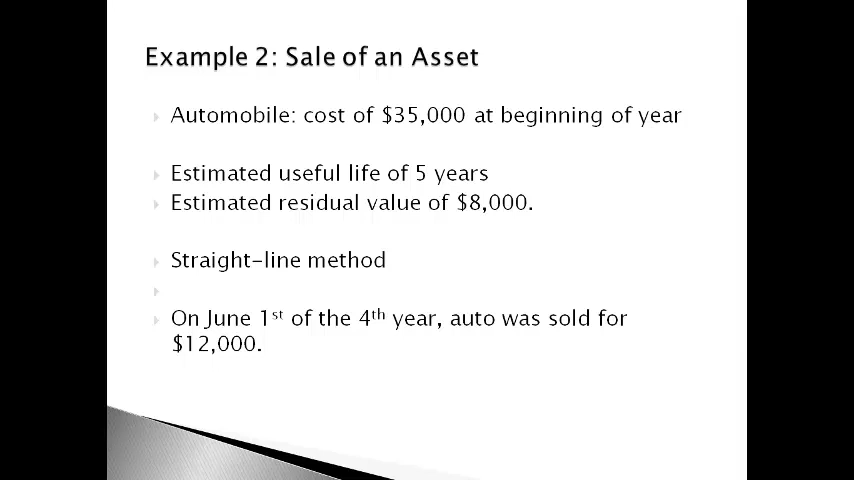 Example 2: Sale of an Asset
Automobile: cost of $35,000 at beginning of year
Estimated useful life of 5 years
Estimated residual value of $8,000.
Straight-line method
On June 1st of the 4th year, auto was sold for
$12,000.